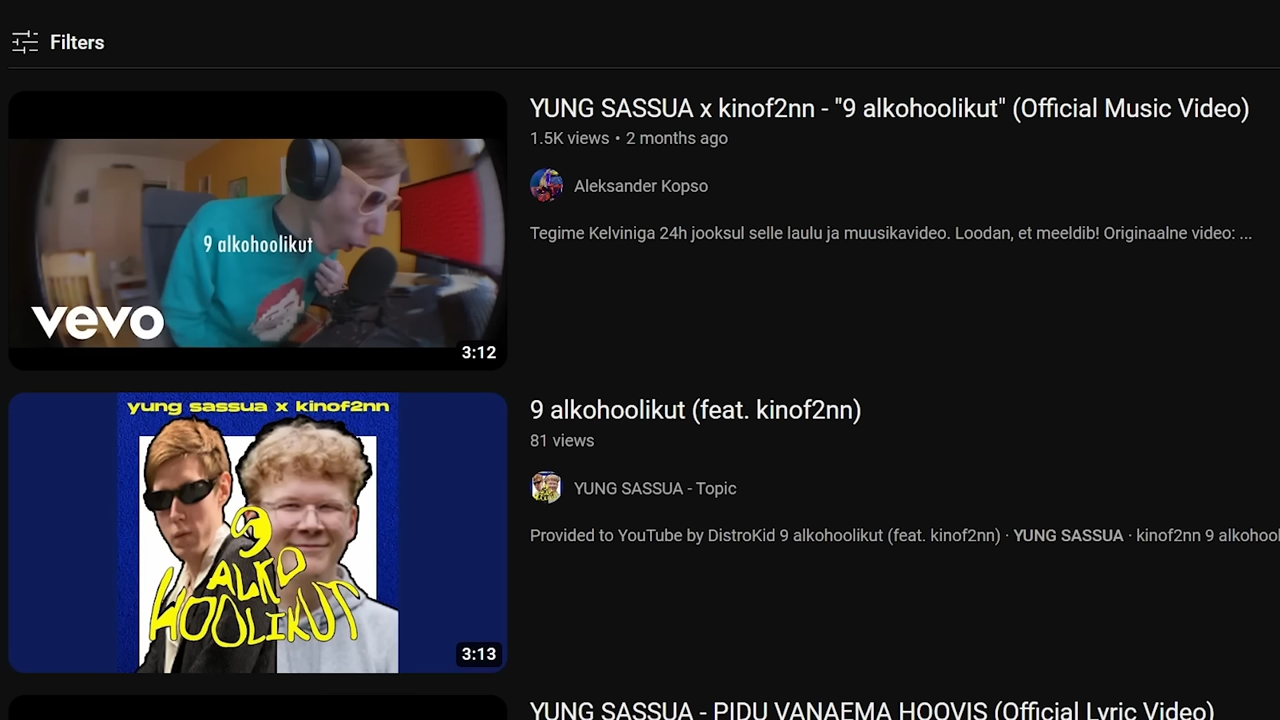 Filters
9 alkohoolikut
vevo
3:12
YUNG SASSUA x kinof2nn - "9 alkohoolikut" (Official Music Video)
1.5K views • 2 months ago
Aleksander Kopso
Tegime Kelviniga 24h jooksul selle laulu ja muusikavideo. Loodan, et meeldib! Originaalne video: ...
yung sassua x kinof2nn
9
ALKO
HOOLIKUT
3:13
9 alkohoolikut (feat. kinof2nn)
81 views
YUNG SASSUA - Topic
Provided to YouTube by DistroKid 9 alkohoolikut (feat. kinof2nn) · YUNG SASSUA · kinof2nn 9 alkohool
YUNG SASSUA - PIDU VANAEMA HOOVIS (Official Lyric Video)